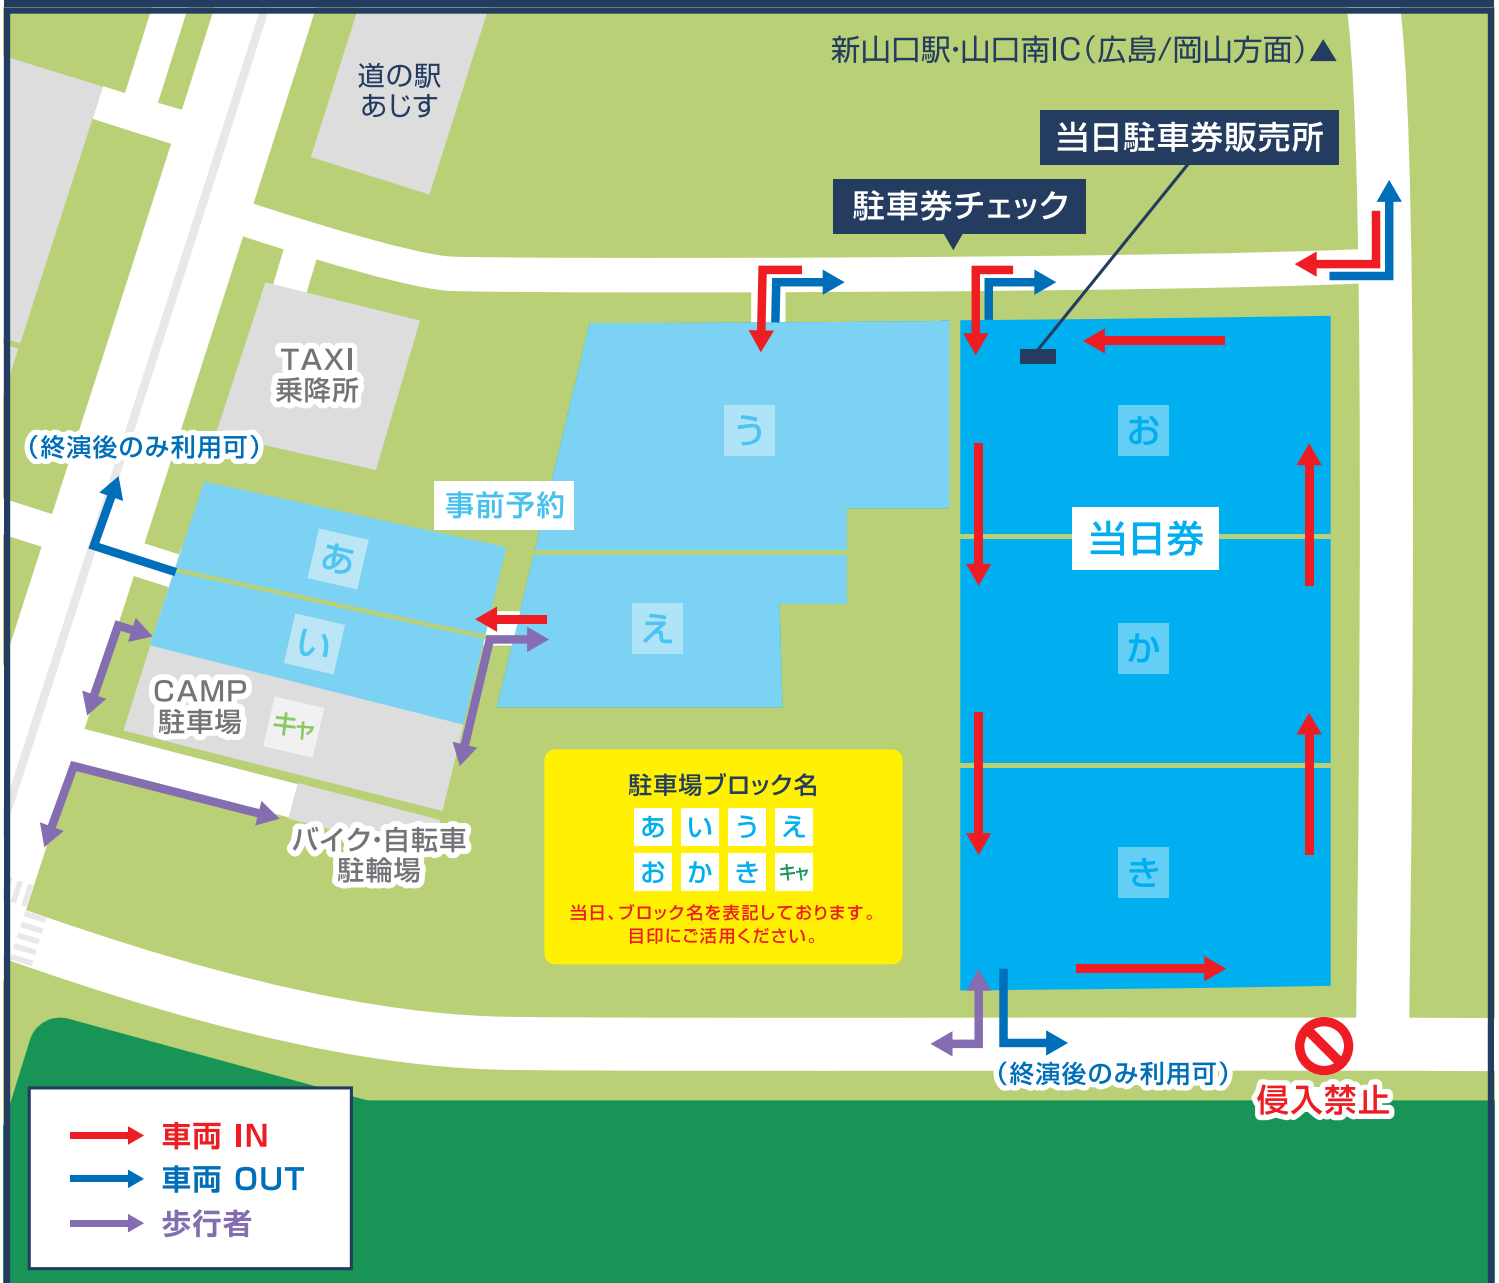 新山口駅・山口南IC（広島/岡山方面）▲
道の駅
あじす
当日駐車券販売所
駐車券チェック
TAXI
乗降所
（終演後のみ利用可）
う
お
事前予約
当日券
あ
い
え
か
CAMP
駐車場
キャ
バイク・自転車
駐輪場
駐車場ブロック名
あ い う え
お か き キャ
当日、ブロック名を表記しております。
目印にご活用ください。
き
（終演後のみ利用可）
侵入禁止
車両 IN
車両 OUT
歩行者